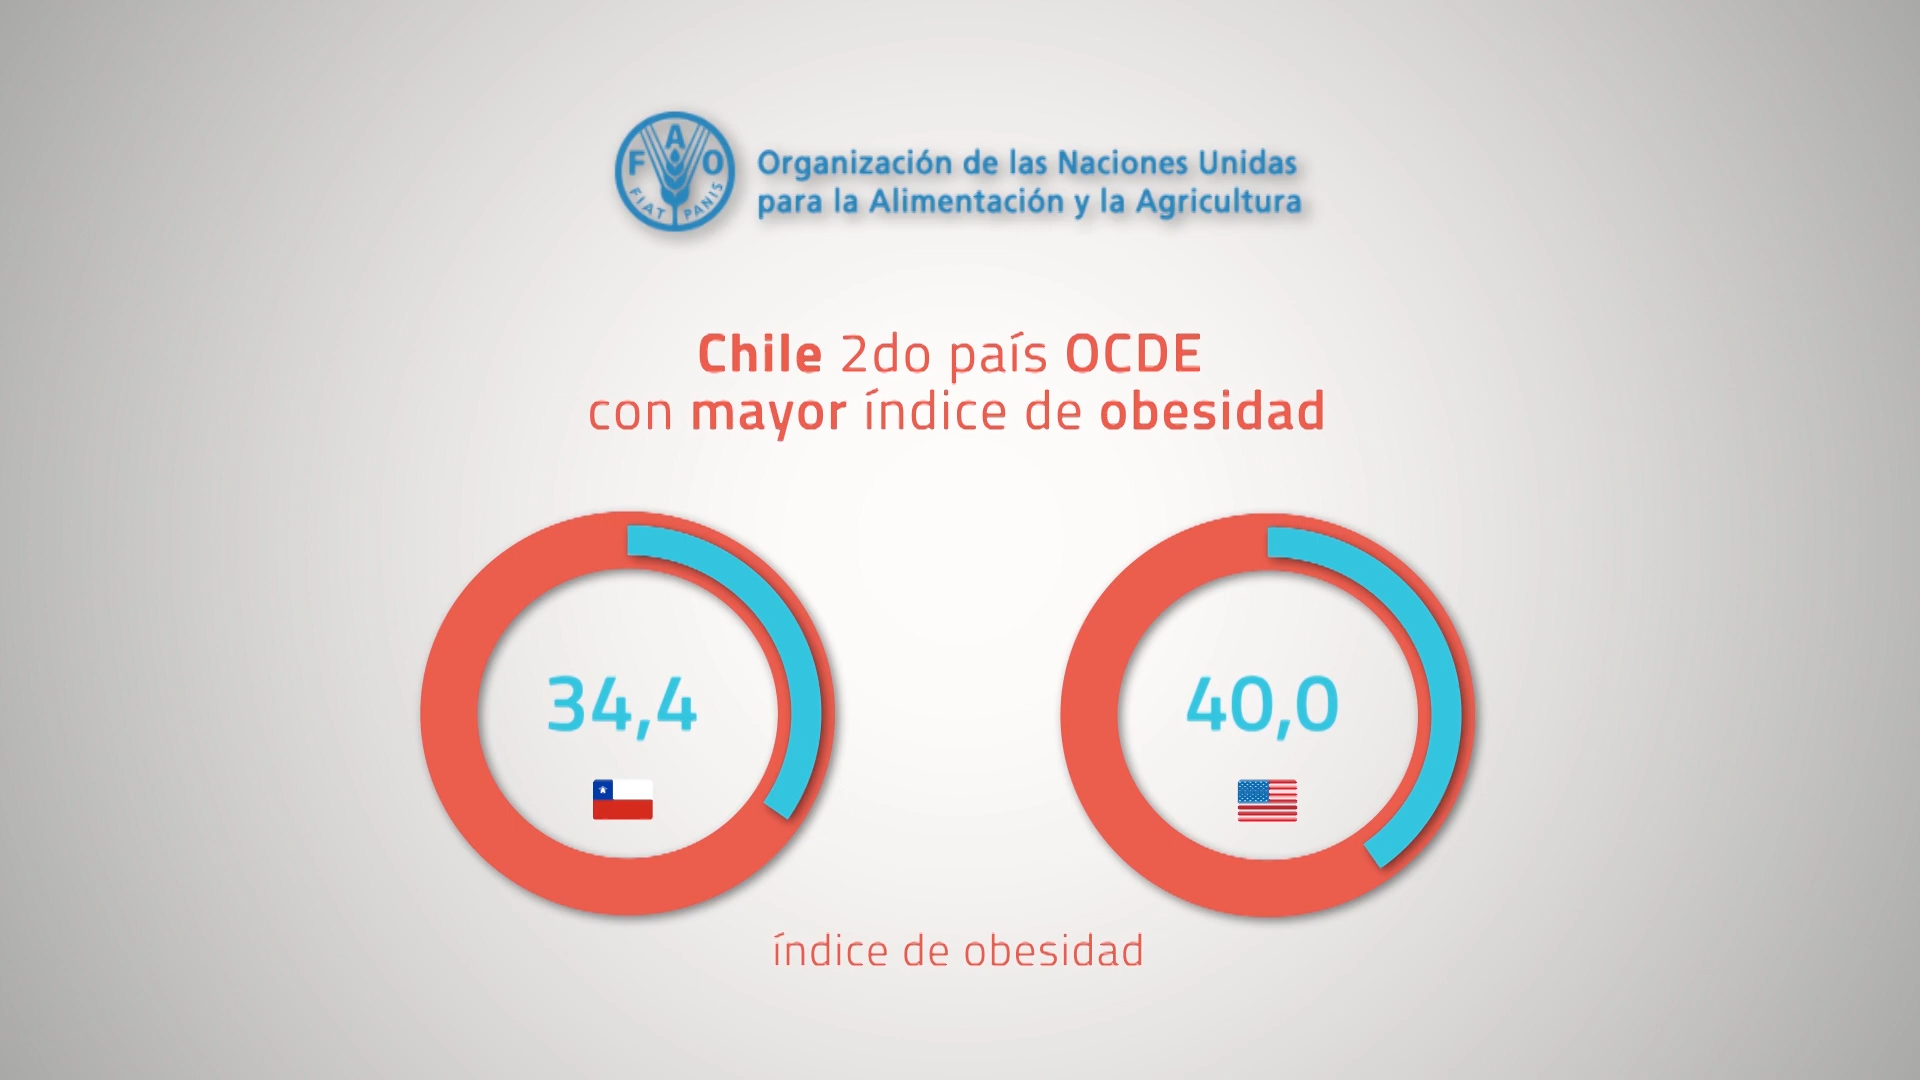 FAO
FIAT PANIS
Organización de las Naciones Unidas
para la Alimentación y la Agricultura
Chile 2do país OCDE
con mayor índice de obesidad
34,4
40,0
índice de obesidad